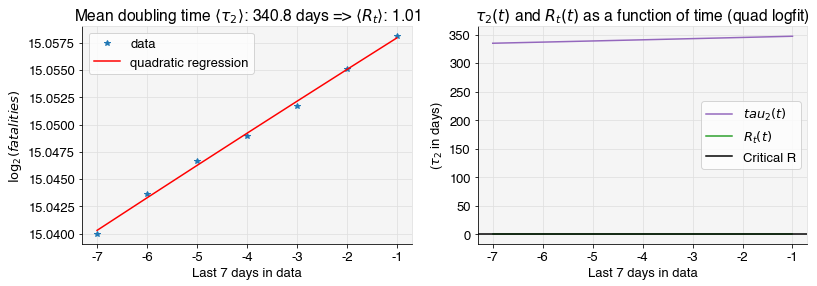 Mean doubling time ⟨τ₂⟩: 340.8 days => ⟨Rₜ⟩: 1.01
log₂(fatalities)
15.0575
15.0550
15.0525
15.0500
15.0475
15.0450
15.0425
15.0400
data
quadratic regression
-7 -6 -5 -4 -3 -2 -1
Last 7 days in data
τ₂(t) and Rₜ(t) as a function of time (quad logfit)
(τ₂ in days)
350
300
250
200
150
100
50
0
tau₂(t)
Rₜ(t)
Critical R
-7 -6 -5 -4 -3 -2 -1
Last 7 days in data